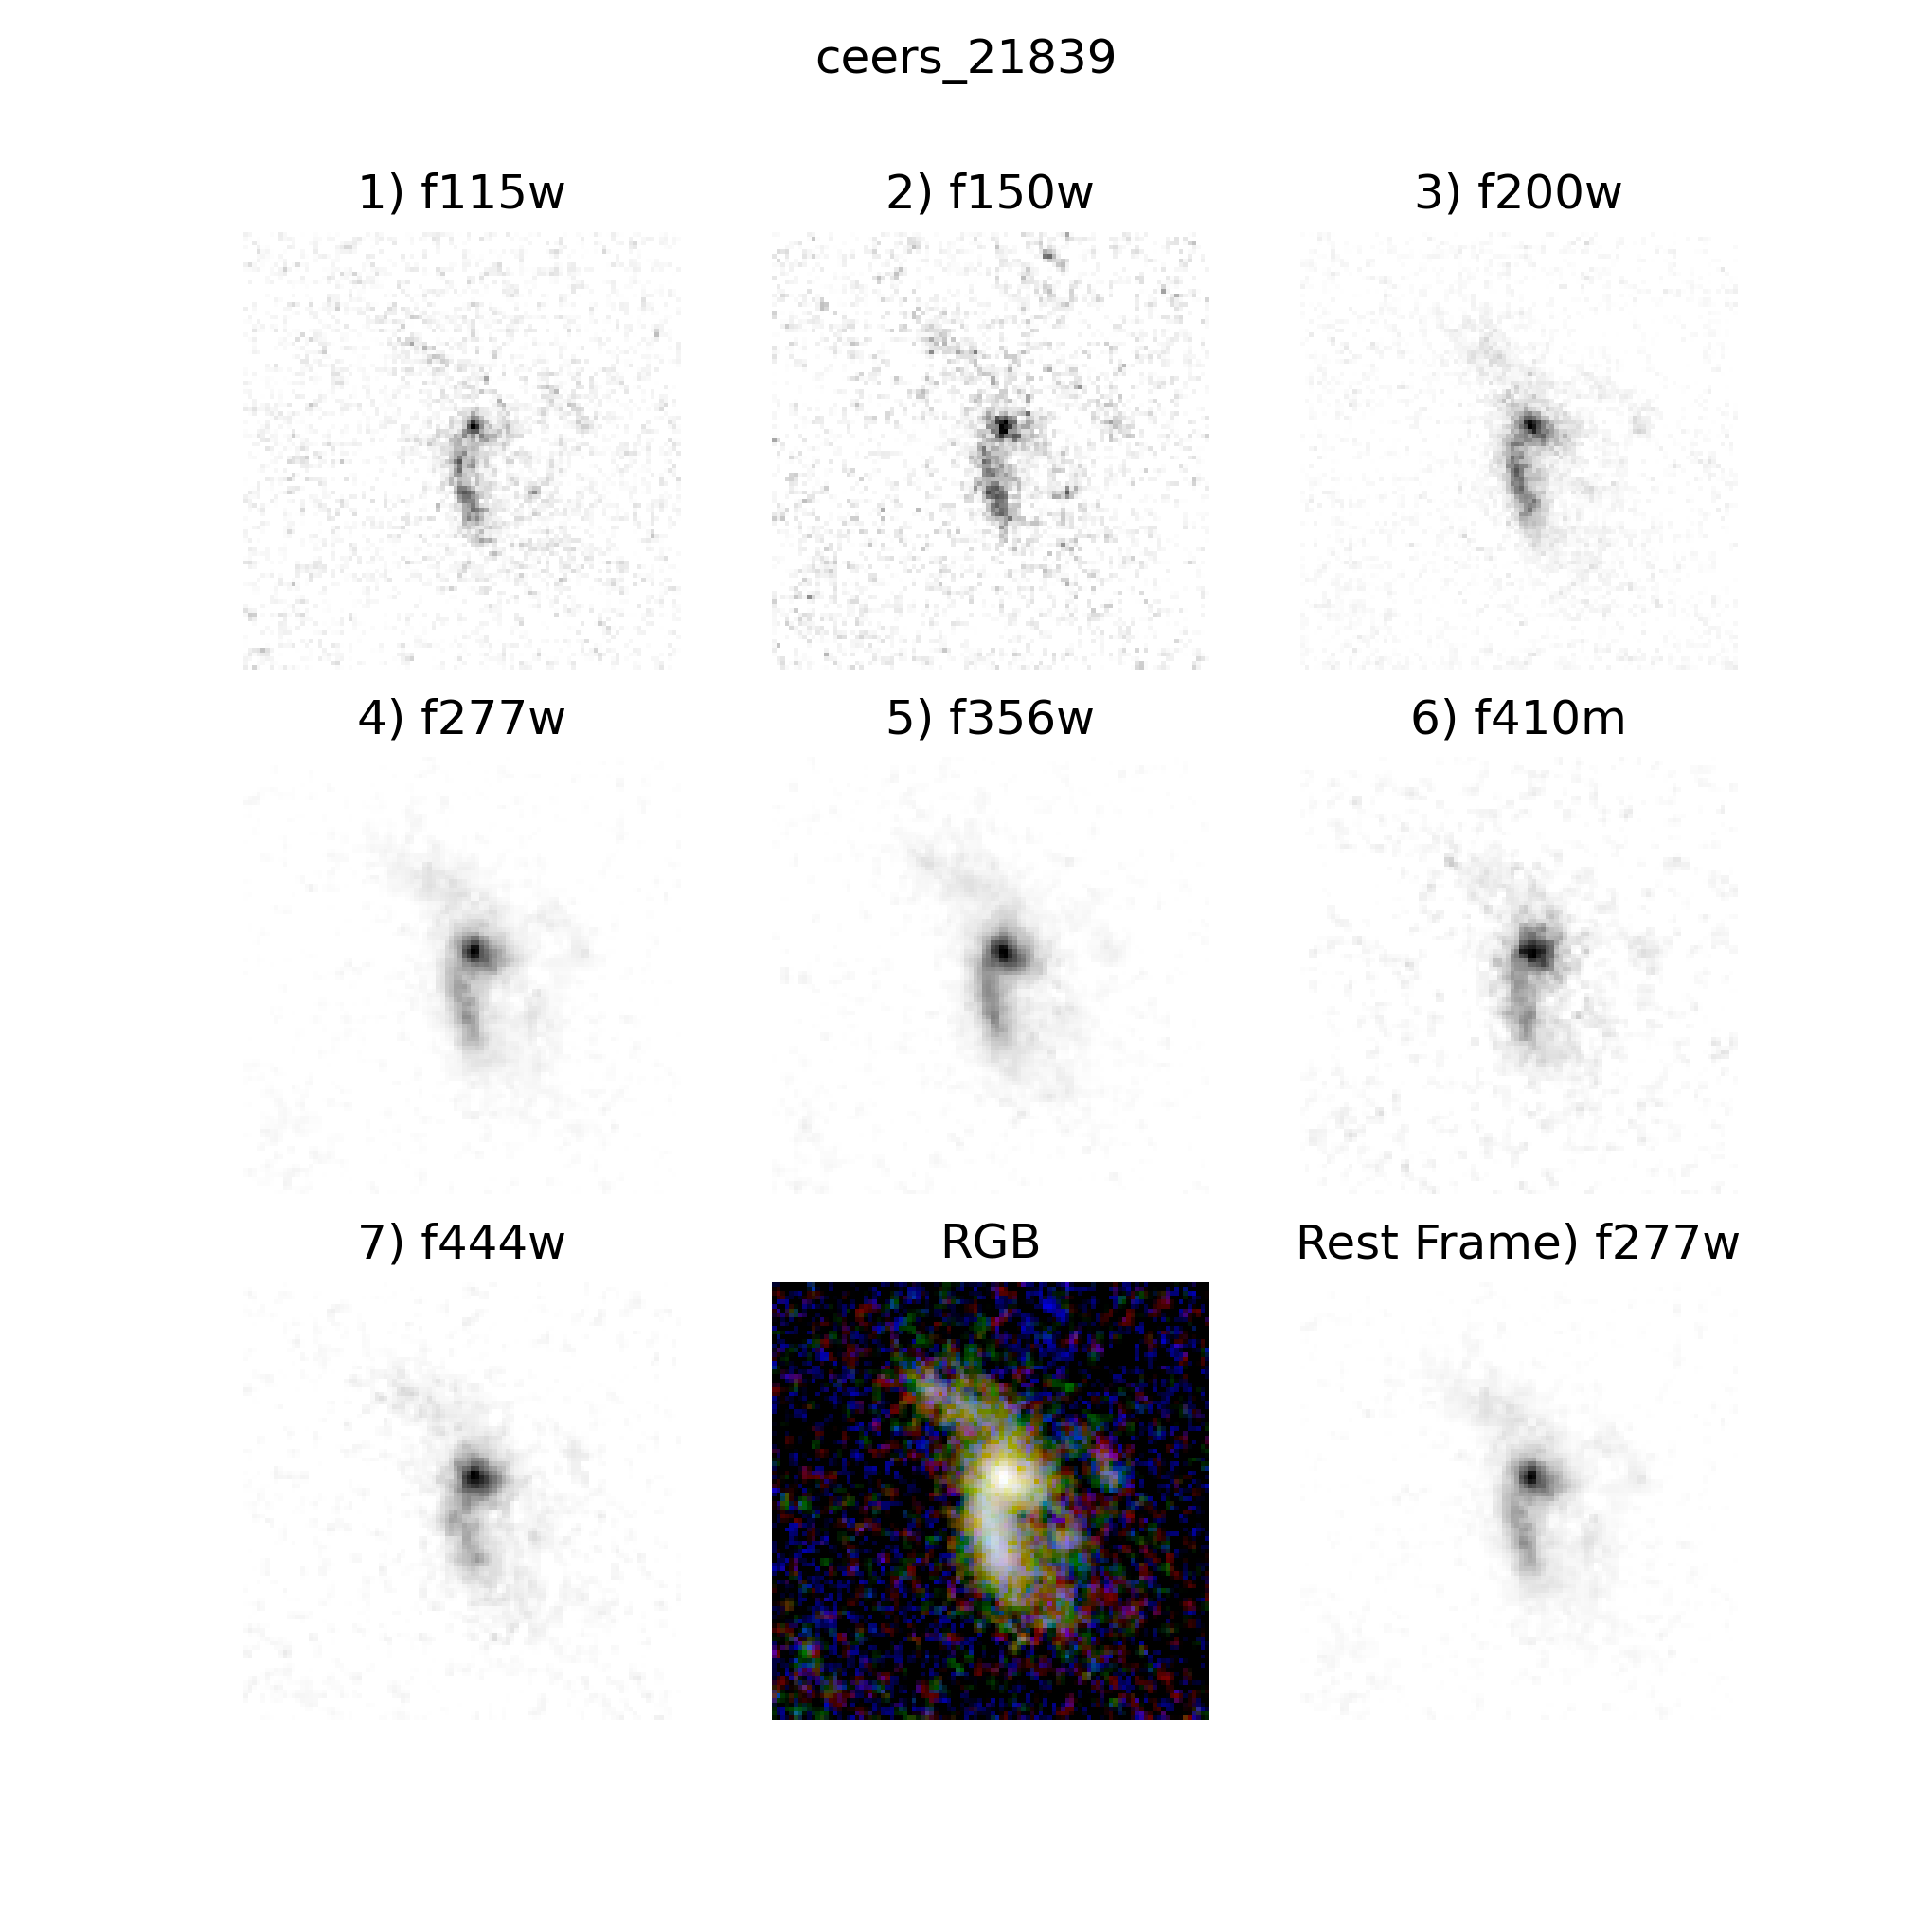 ceers_21839
1) f115w
2) f150w
3) f200w
4) f277w
5) f356w
6) f410m
7) f444w
RGB
Rest Frame) f277w